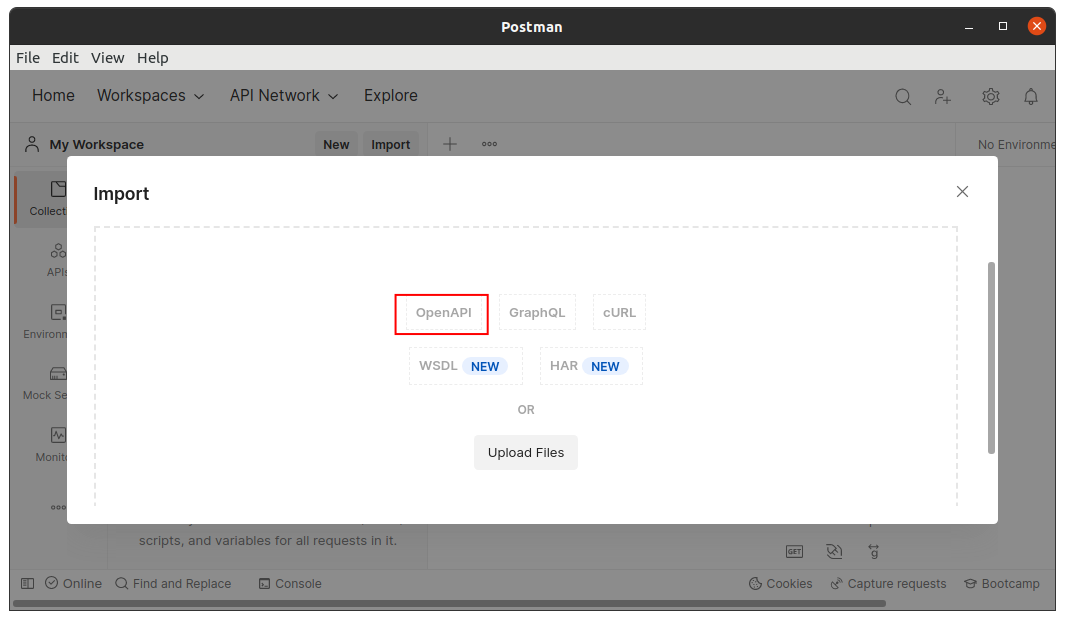 Postman
File Edit View Help
Home Workspaces API Network Explore
My Workspace New Import No Environme
Import
Collect
APIs
Environ
Mock Se
Monit
OpenAPI GraphQL cURL
WSDL NEW HAR NEW
OR
Upload Files
scripts, and variables for all requests in it.
GET
Online Find and Replace Console Cookies Capture requests Bootcamp